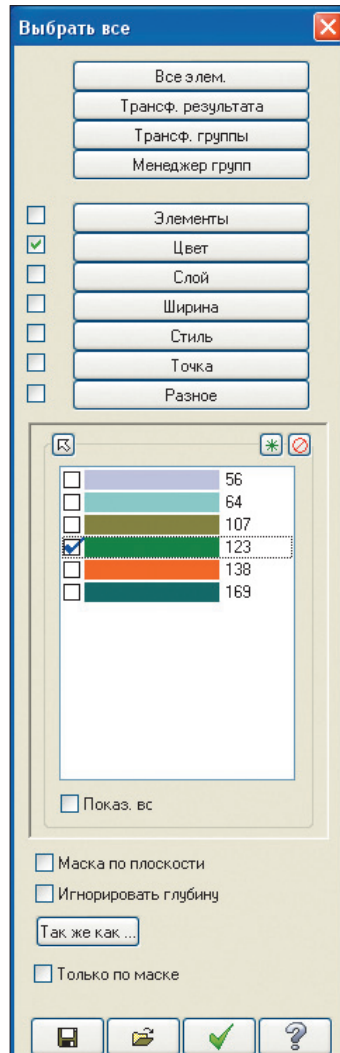 Выбрать все
Все элем.
Трансф. результата
Трансф. группы
Менеджер групп
Элементы
Цвет
Слой
Ширина
Стиль
Точка
Разное
56
64
107
123
138
169
Показ. вс
Маска по плоскости
Игнорировать глубину
Так же как ...
Только по маске